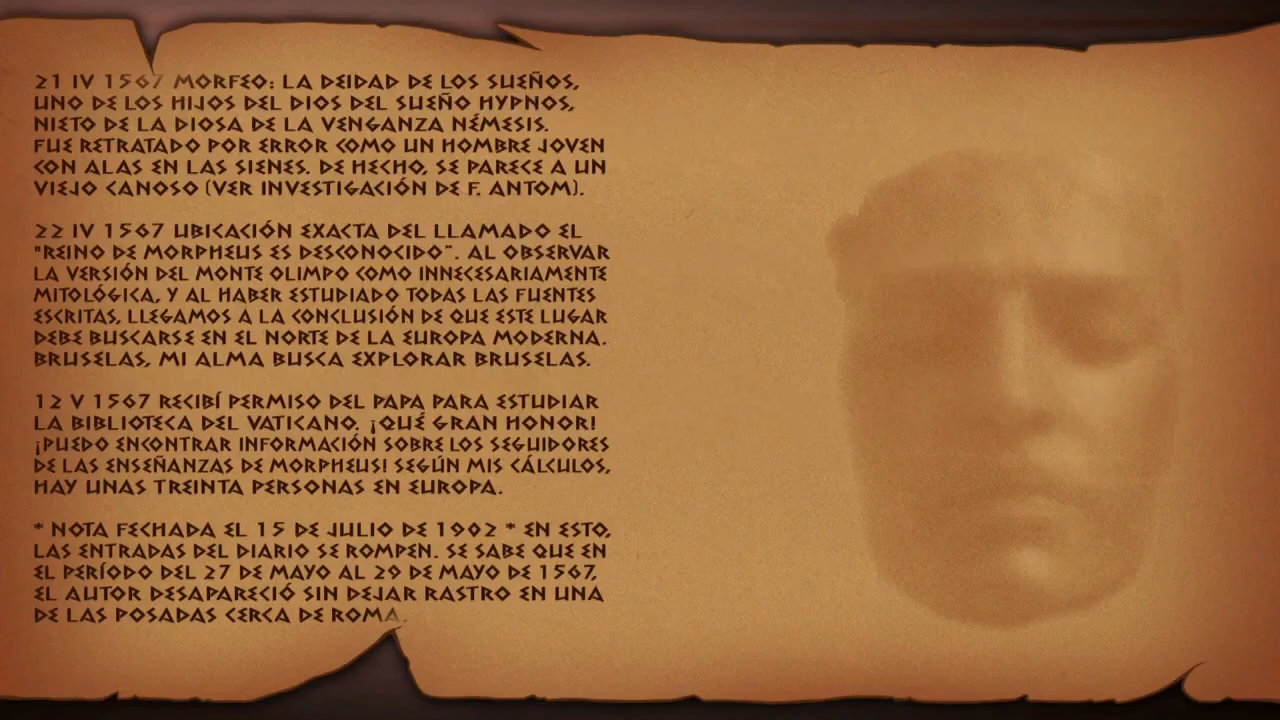 21 IV 1567 MORFEO: LA DEIDAD DE LOS SUEÑOS,
UNO DE LOS HIJOS DEL DIOS DEL SUEÑO HYPNOS,
NIETO DE LA DIOSA DE LA VENGANZA NÉMESIS.
FUE RETRATADO POR ERROR COMO UN HOMBRE JOVEN
CON ALAS EN LAS SIENES. DE HECHO, SE PARECE A UN
VIEJO CANOSO (VER INVESTIGACIÓN DE F. ANTOM).

22 IV 1567 UBICACIÓN EXACTA DEL LLAMADO EL
"REINO DE MORPHEUS ES DESCONOCIDO". AL OBSERVAR
LA VERSIÓN DEL MONTE OLIMPO COMO INNECESARIAMENTE
MITOLÓGICA, Y AL HABER ESTUDIADO TODAS LAS FUENTES
ESCRITAS, LLEGAMOS A LA CONCLUSIÓN DE QUE ESTE LUGAR
DEBE BUSCARSE EN EL NORTE DE LA EUROPA MODERNA.
BRUSELAS, MI ALMA BUSCA EXPLORAR BRUSELAS.

12 V 1567 RECIBÍ PERMISO DEL PAPA PARA ESTUDIAR
LA BIBLIOTECA DEL VATICANO. ¡QUÉ GRAN HONOR!
¡PUEDO ENCONTRAR INFORMACIÓN SOBRE LOS SEGUIDORES
DE LAS ENSEÑANZAS DE MORPHEUS! SEGÚN MIS CÁLCULOS,
HAY UNAS TREINTA PERSONAS EN EUROPA.

* NOTA FECHADA EL 15 DE JULIO DE 1902 * EN ESTO,
LAS ENTRADAS DEL DIARIO SE ROMPEN. SE SABE QUE EN
EL PERÍODO DEL 27 DE MAYO AL 29 DE MAYO DE 1567,
EL AUTOR DESAPARECIÓ SIN DEJAR RASTRO EN UNA
DE LAS POSADAS CERCA DE ROMA.